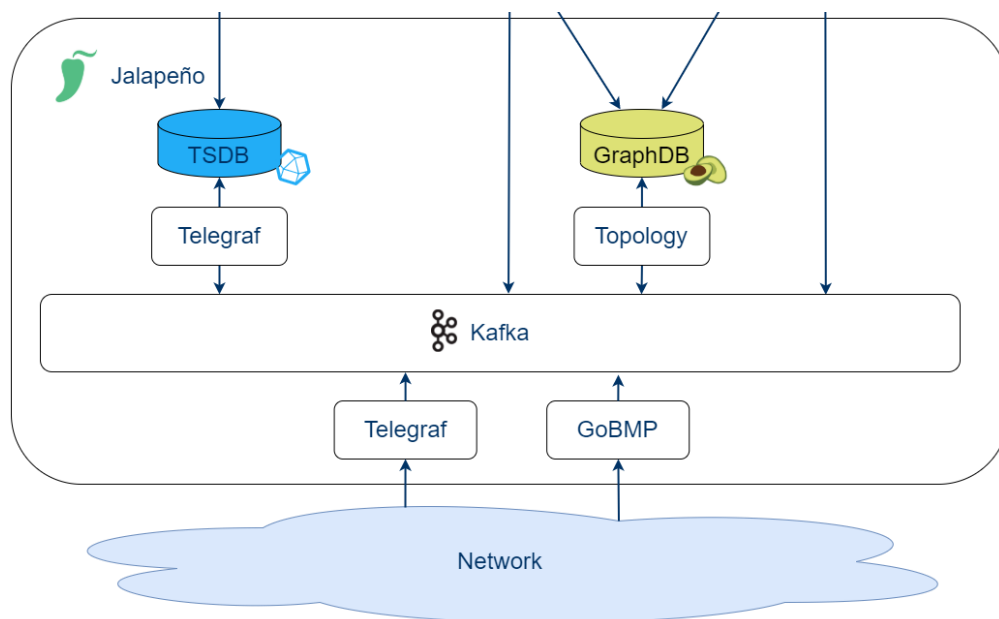 Jalapeño
TSDB
GraphDB
Telegraf
Topology
Kafka
Telegraf
GoBMP
Network